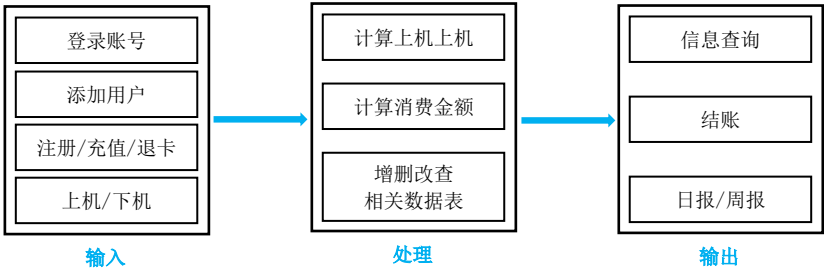 登录账号
添加用户
注册/充值/退卡
上机/下机
输入
计算上机上机
计算消费金额
增删改查
相关数据表
处理
信息查询
结账
日报/周报
输出